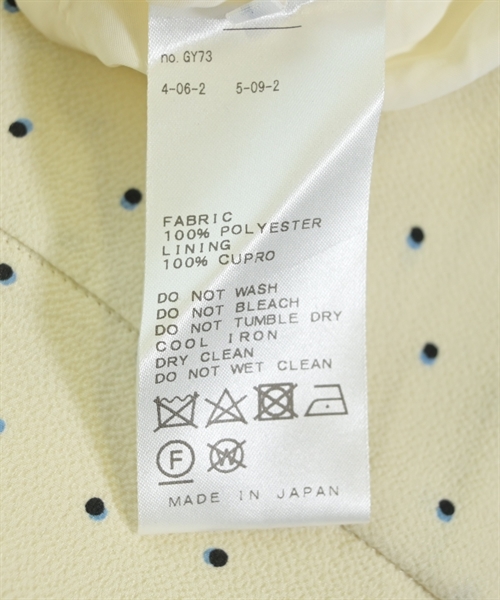 no. GY73
4-06-2 5-09-2
FABRIC
100% POLYESTER
LINING
100% CUPRO
DO NOT WASH
DO NOT BLEACH
DO NOT TUMBLE DRY
COOL IRON
DRY CLEAN
DO NOT WET CLEAN
F W
MADE IN JAPAN